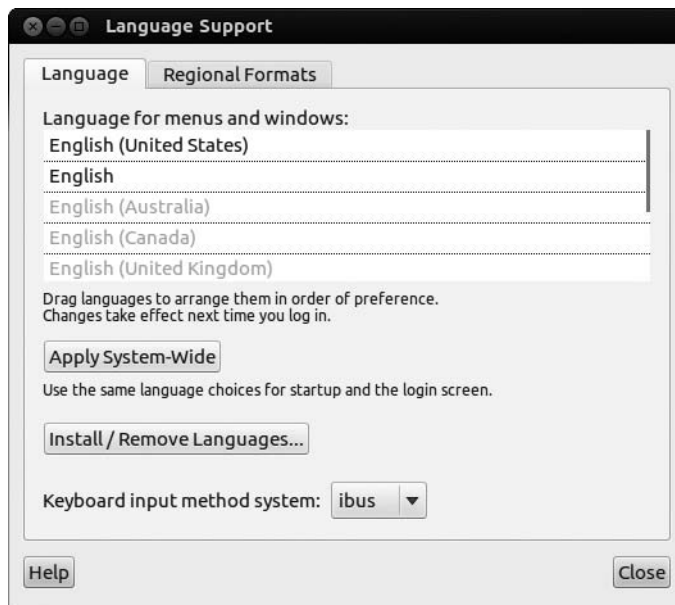 Language Support
Language
Regional Formats
Language for menus and windows:
English (United States)
English
English (Australia)
English (Canada)
English (United Kingdom)
Drag languages to arrange them in order of preference.
Changes take effect next time you log in.
Apply System-Wide
Use the same language choices for startup and the login screen.
Install / Remove Languages...
Keyboard input method system: ibus
Help
Close